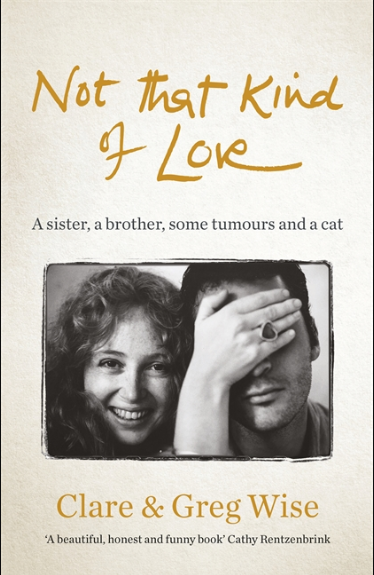 Not that Kind
of Love
A sister, a brother, some tumours and a cat
Clare & Greg Wise
‘A beautiful, honest and funny book’ Cathy Rentzenbrink